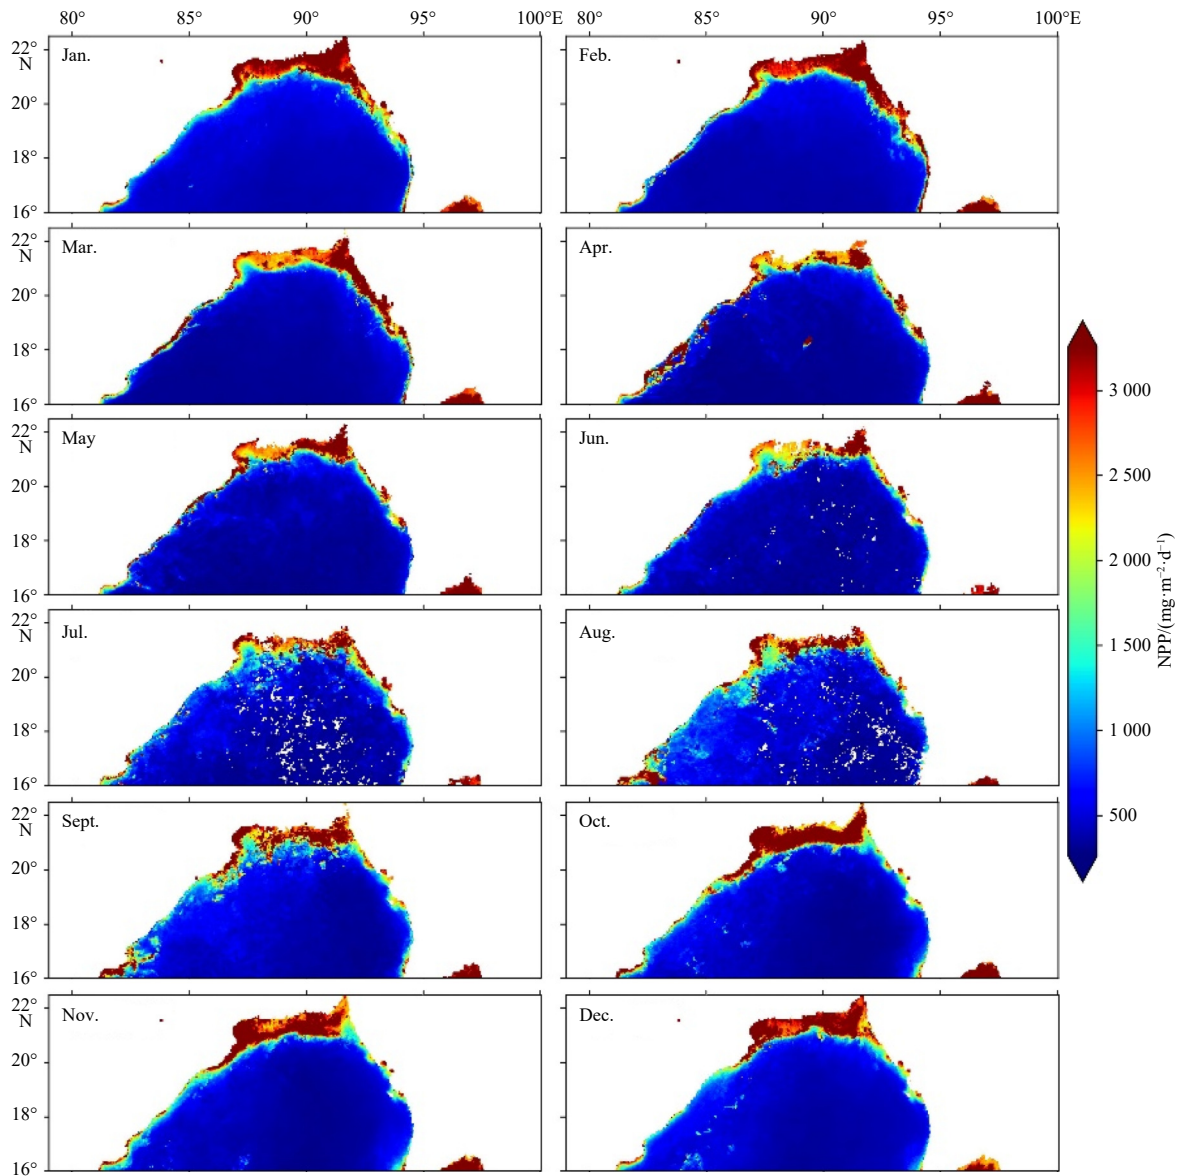 80° 85° 90° 95° 100°E 80° 85° 90° 95° 100°E
22°
N
20°
18°
16°
Jan.
Feb.
22°
N
20°
18°
16°
Mar.
Apr.
22°
N
20°
18°
16°
May
Jun.
22°
N
20°
18°
16°
Jul.
Aug.
22°
N
20°
18°
16°
Sept.
Oct.
22°
N
20°
18°
16°
Nov.
Dec.
3 000
2 500
2 000
1 500
1 000
500
NPP/(mg·m⁻²·d⁻¹)